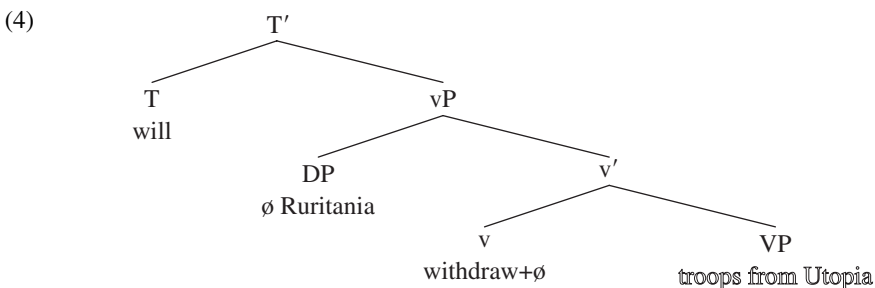 (4)
T′
T vP
will
DP v′
ø Ruritania
v VP
withdraw+ø troops from Utopia